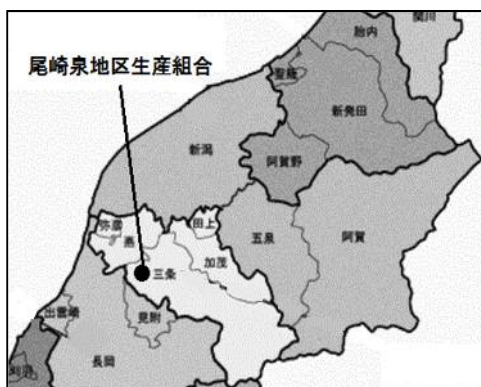 関川
胎内
尾崎泉地区生産組合
聖籠
新発田
新潟
阿賀野
弥彦
田上
燕
五泉
阿賀
加茂
三条
出雲崎
見附
長岡
刈羽